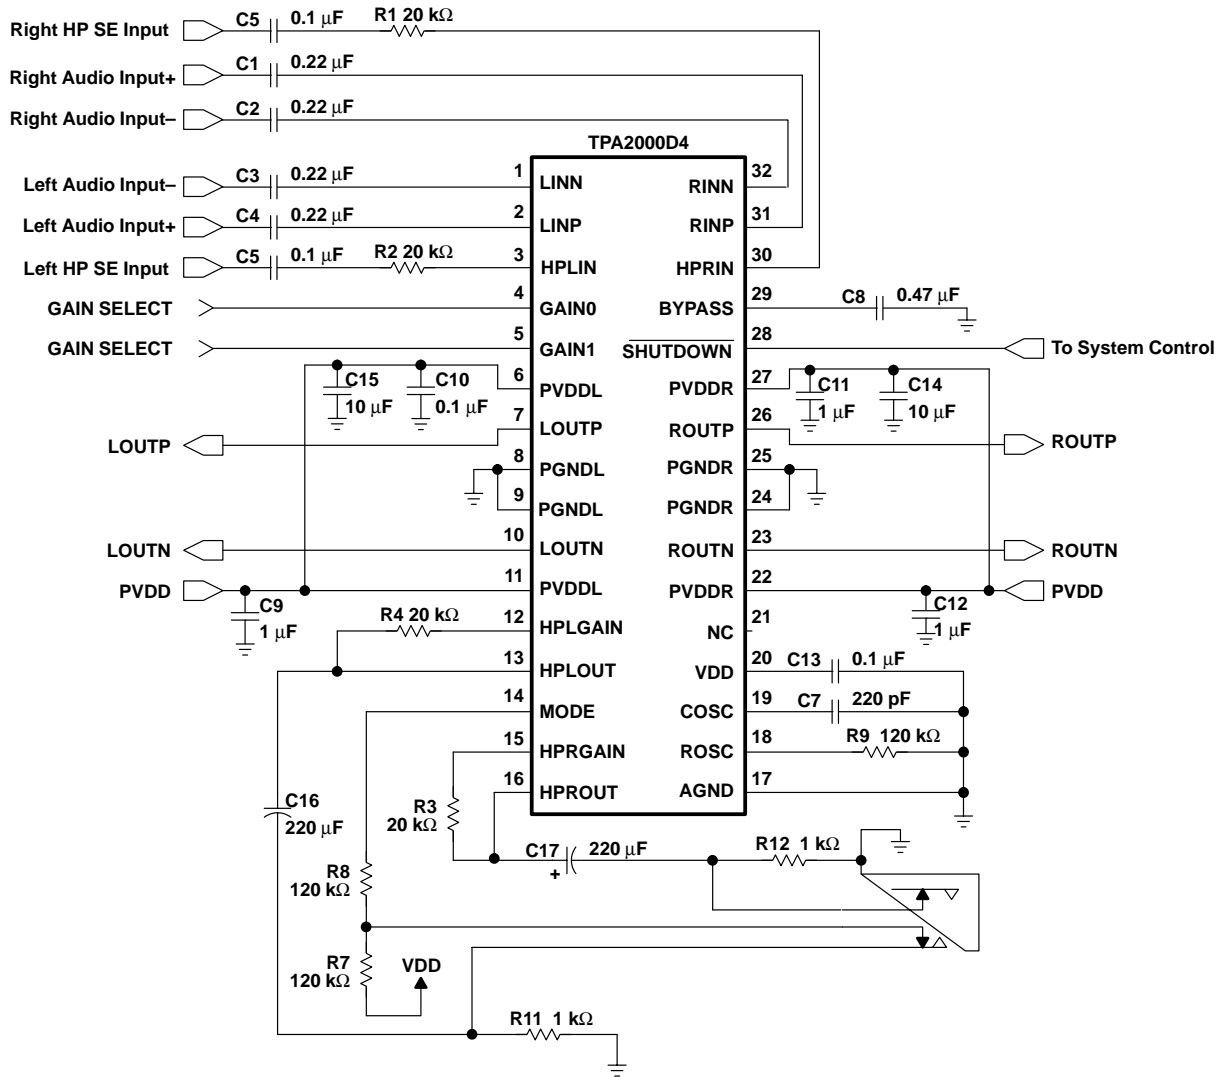 Right HP SE Input C5 0.1 μF R1 20 kΩ
Right Audio Input+ C1 0.22 μF
Right Audio Input– C2 0.22 μF
TPA2000D4
Left Audio Input– C3 0.22 μF 1 LINN RINN 32
Left Audio Input+ C4 0.22 μF 2 LINP RINP 31
Left HP SE Input C5 0.1 μF R2 20 kΩ 3 HPLIN HPRIN 30
GAIN SELECT 4 GAIN0 BYPASS 29 C8 0.47 μF
GAIN SELECT 5 GAIN1 SHUTDOWN 28 To System Control
C15 10 μF C10 0.1 μF 6 PVDDL PVDDR 27 C11 1 μF C14 10 μF
LOUTP 7 LOUTP ROUTP 26 ROUTP
8 PGNDL PGNDR 25
9 PGNDL PGNDR 24
LOUTN 10 LOUTN ROUTN 23 ROUTN
PVDD C9 1 μF 11 PVDDL PVDDR 22 C12 1 μF PVDD
R4 20 kΩ 12 HPLGAIN NC 21
13 HPLOUT VDD 20 C13 0.1 μF
14 MODE COSC 19 C7 220 pF
15 HPRGAIN ROSC 18 R9 120 kΩ
16 HPROUT AGND 17
C16 220 μF
R3 20 kΩ
C17 + 220 μF R12 1 kΩ
R8 120 kΩ
R7 120 kΩ VDD
R11 1 kΩ